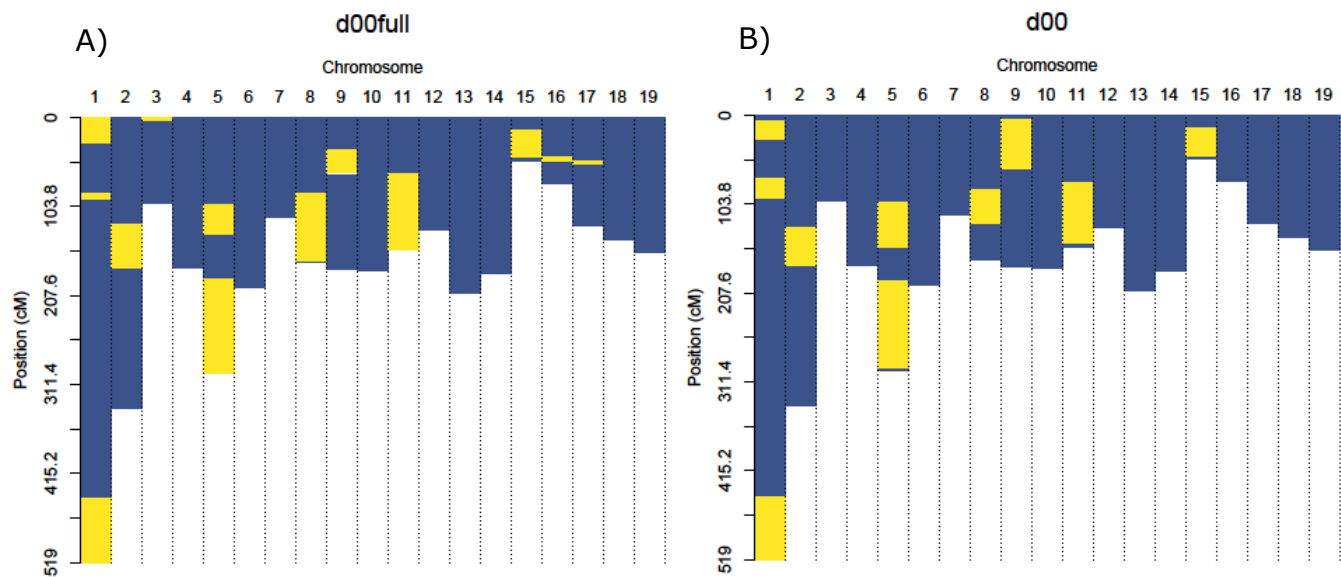 A)
d00full
Chromosome
1 2 3 4 5 6 7 8 9 10 11 12 13 14 15 16 17 18 19
Position (cM)
0
103.8
207.6
311.4
415.2
519
B)
d00
Chromosome
1 2 3 4 5 6 7 8 9 10 11 12 13 14 15 16 17 18 19
Position (cM)
0
103.8
207.6
311.4
415.2
519